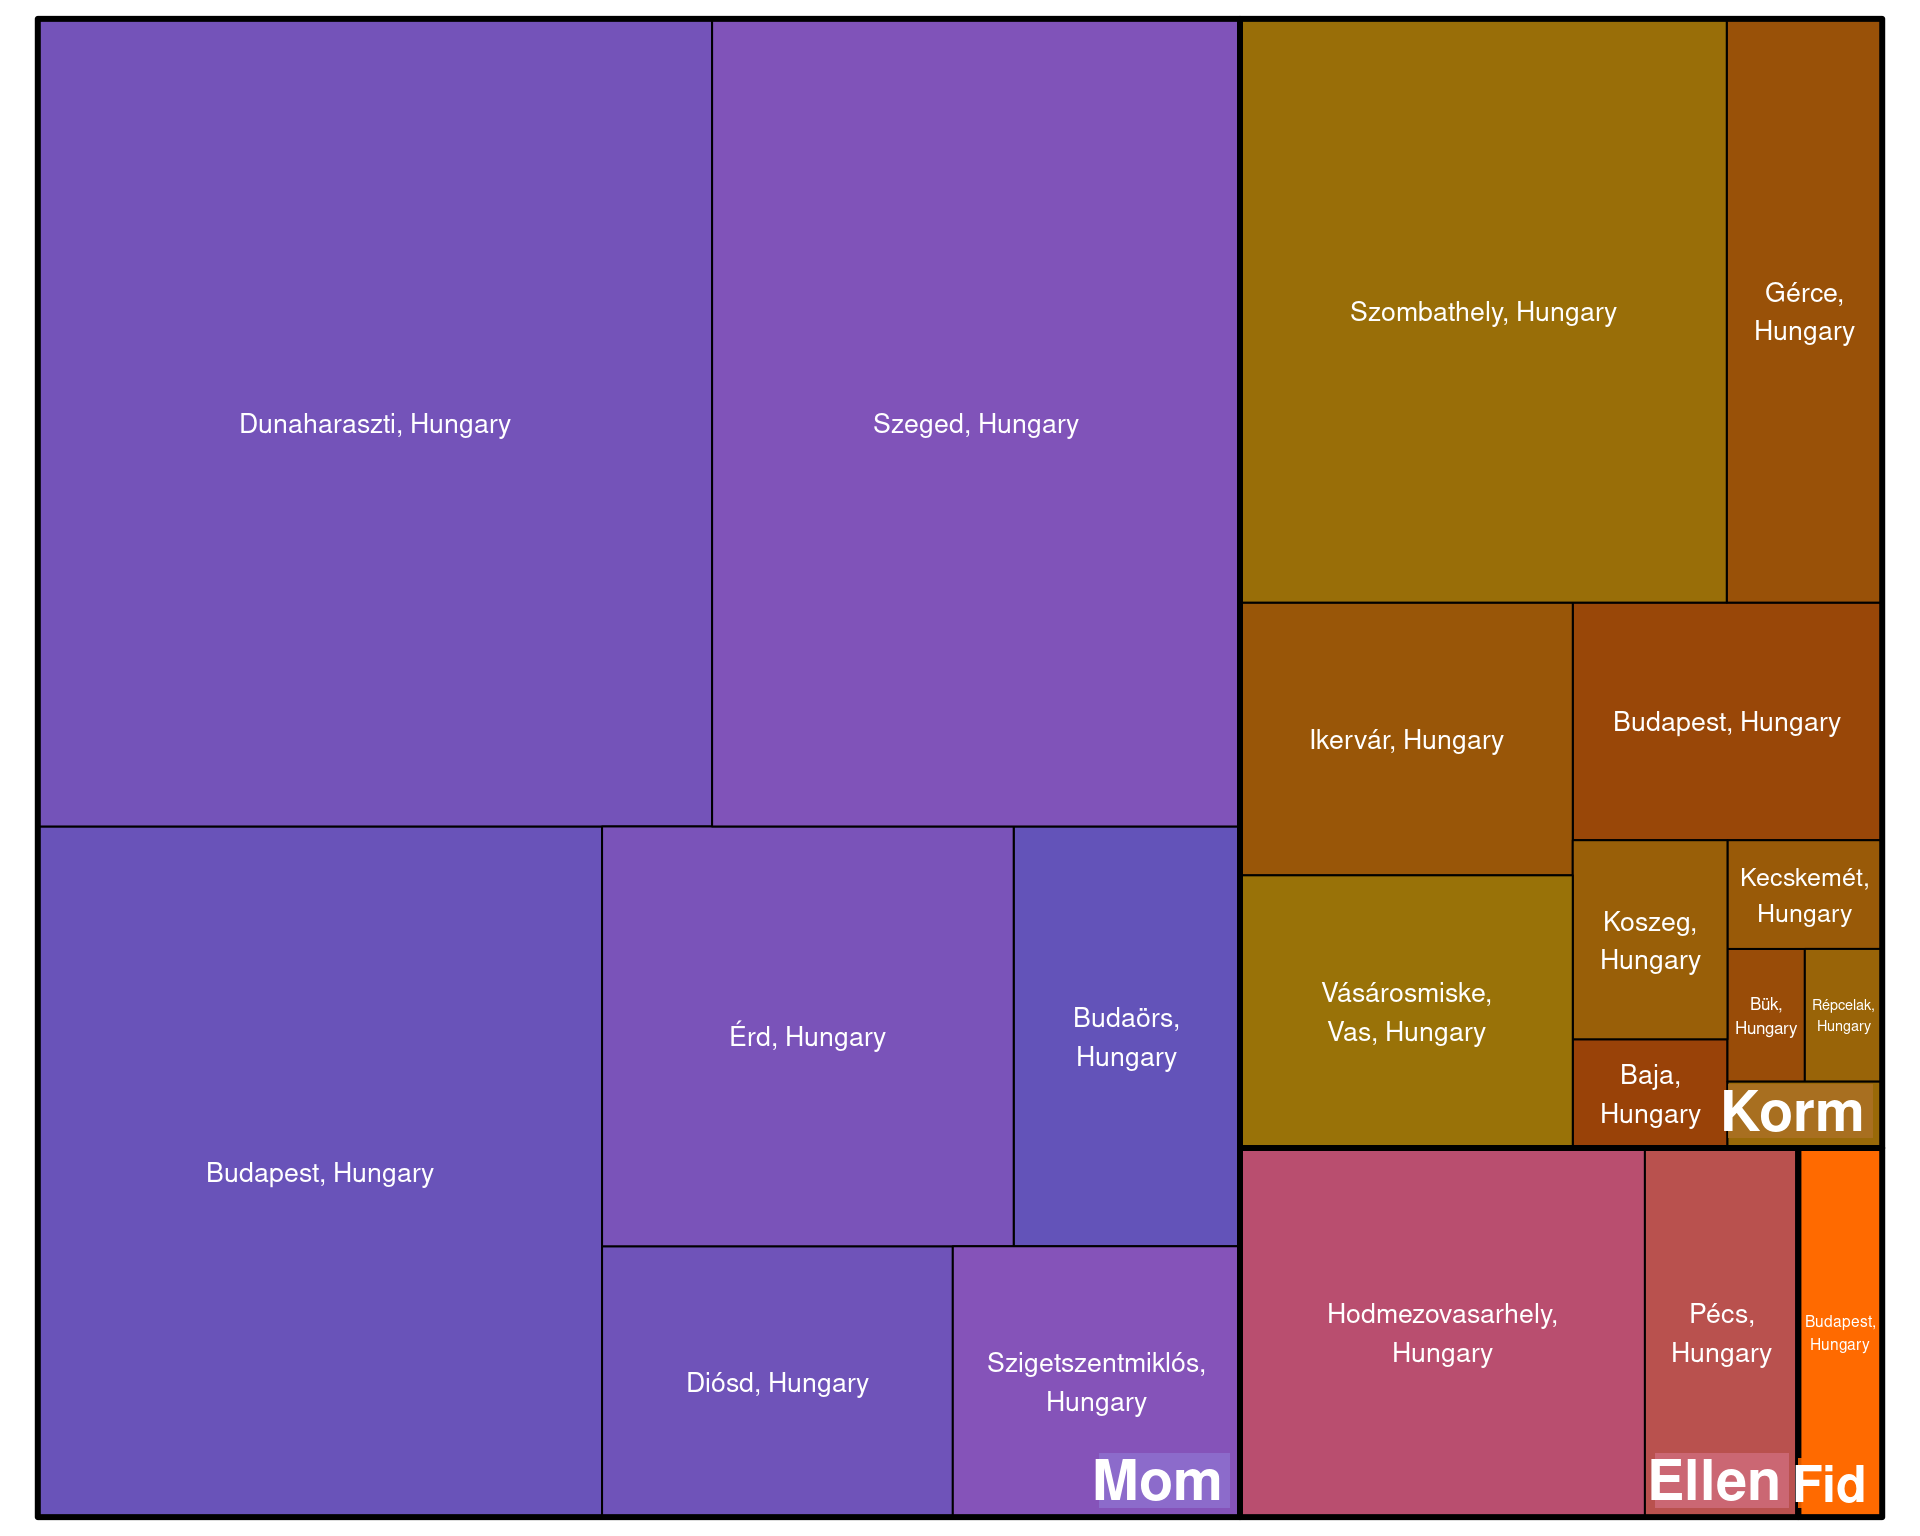 Dunaharaszti, Hungary
Szeged, Hungary
Budapest, Hungary
Érd, Hungary
Budaörs,
Hungary
Diósd, Hungary
Szigetszentmiklós,
Hungary
Mom
Szombathely, Hungary
Gérce,
Hungary
Ikervár, Hungary
Budapest, Hungary
Vásárosmiske,
Vas, Hungary
Koszeg,
Hungary
Kecskemét,
Hungary
Bük,
Hungary
Répcelak,
Hungary
Baja,
Hungary
Korm
Hodmezovasarhely,
Hungary
Pécs,
Hungary
Ellen
Budapest,
Hungary
Fid